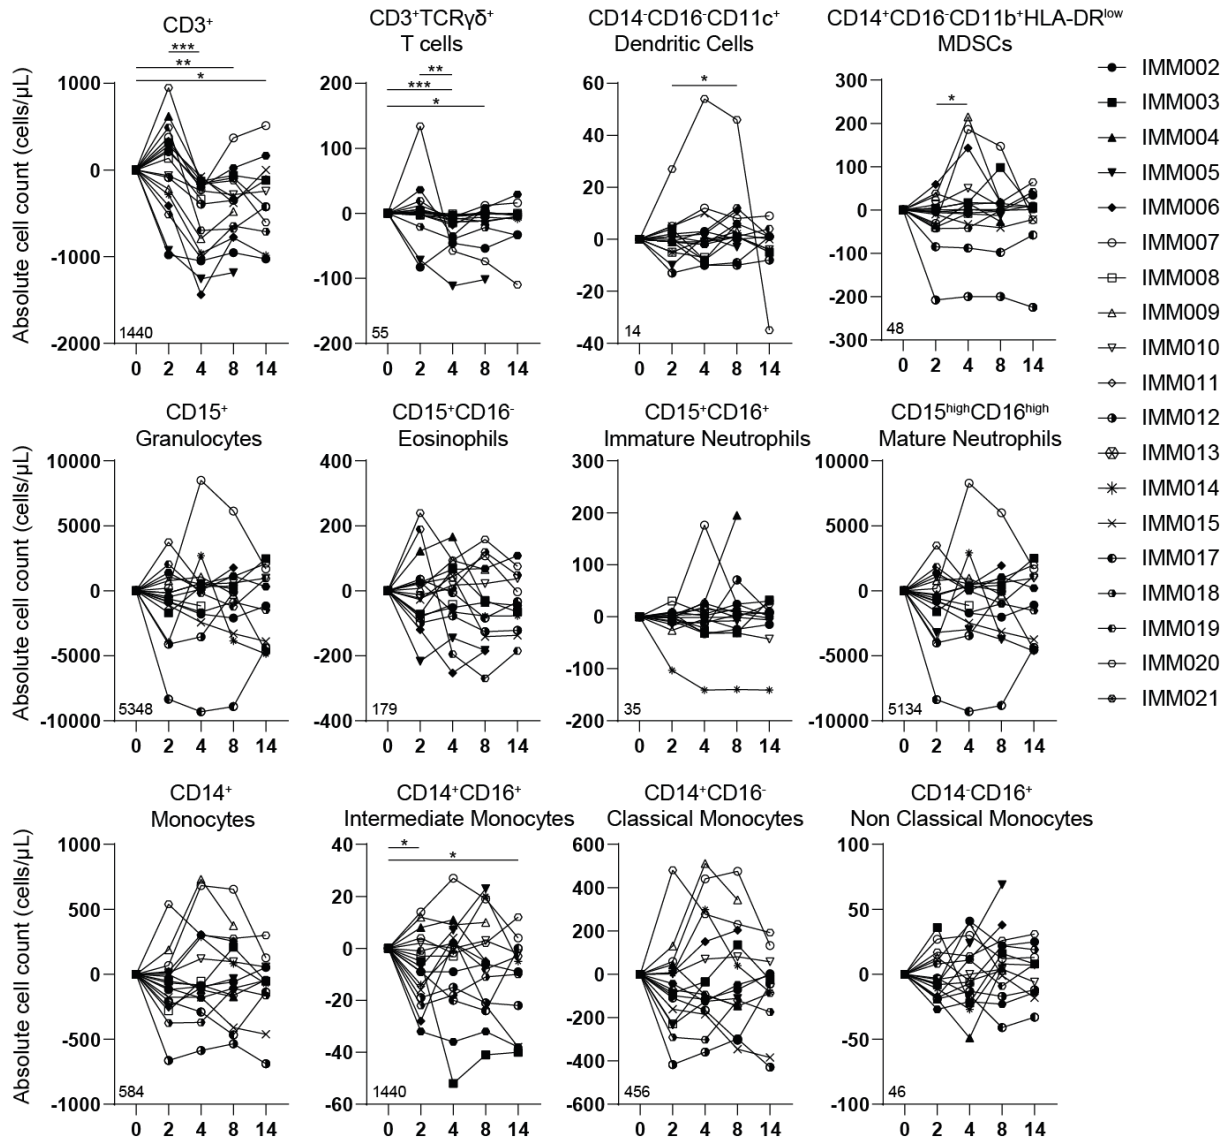 CD3⁺
CD3⁺TCRγδ⁺
T cells
CD14⁻CD16⁻CD11c⁺
Dendritic Cells
CD14⁺CD16⁻CD11b⁺HLA-DRˡᵒʷ
MDSCs
Absolute cell count (cells/µL)
1000
0
-1000
-2000
***
**
*
1440
0 2 4 8 14
200
100
0
-100
-200
**
***
*
55
0 2 4 8 14
60
40
20
0
-20
-40
*
14
0 2 4 8 14
300
200
100
0
-100
-200
-300
*
48
0 2 4 8 14
IMM002
IMM003
IMM004
IMM005
IMM006
IMM007
IMM008
IMM009
IMM010
IMM011
IMM012
IMM013
IMM014
IMM015
IMM017
IMM018
IMM019
IMM020
IMM021
CD15⁺
Granulocytes
CD15⁺CD16⁻
Eosinophils
CD15⁺CD16⁺
Immature Neutrophils
CD15ʰⁱᵍʰCD16ʰⁱᵍʰ
Mature Neutrophils
Absolute cell count (cells/µL)
10000
5000
0
-5000
-10000
5348
0 2 4 8 14
400
200
0
-200
-400
179
0 2 4 8 14
300
200
100
0
-100
-200
35
0 2 4 8 14
10000
5000
0
-5000
-10000
5134
0 2 4 8 14
CD14⁺
Monocytes
CD14⁺CD16⁺
Intermediate Monocytes
CD14⁺CD16⁻
Classical Monocytes
CD14⁻CD16⁺
Non Classical Monocytes
Absolute cell count (cells/µL)
1000
500
0
-500
-1000
584
0 2 4 8 14
40
20
0
-20
-40
-60
*
*
1440
0 2 4 8 14
600
400
200
0
-200
-400
-600
456
0 2 4 8 14
100
50
0
-50
-100
46
0 2 4 8 14